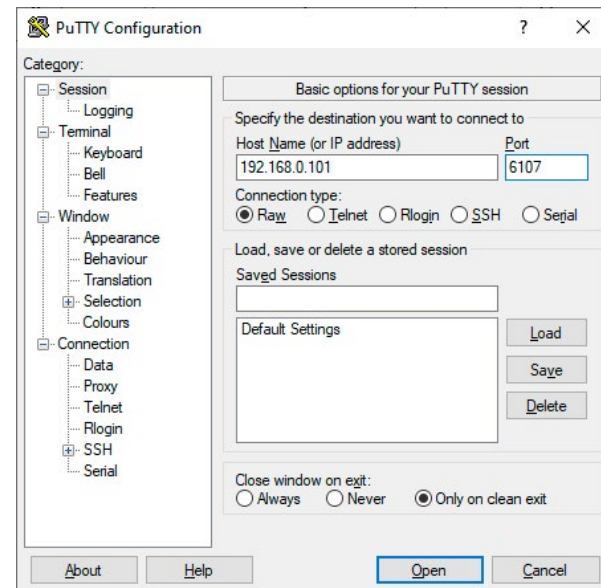 PuTTY Configuration
?
Category:
Session
Logging
Terminal
Keyboard
Bell
Features
Window
Appearance
Behaviour
Translation
Selection
Colours
Connection
Data
Proxy
Telnet
Rlogin
SSH
Serial
Basic options for your PuTTY session
Specify the destination you want to connect to
Host Name (or IP address) Port
192.168.0.101 6107
Connection type:
Raw Telnet Rlogin SSH Serial
Load, save or delete a stored session
Saved Sessions
Default Settings
Load
Save
Delete
Close window on exit:
Always Never Only on clean exit
About Help Open Cancel